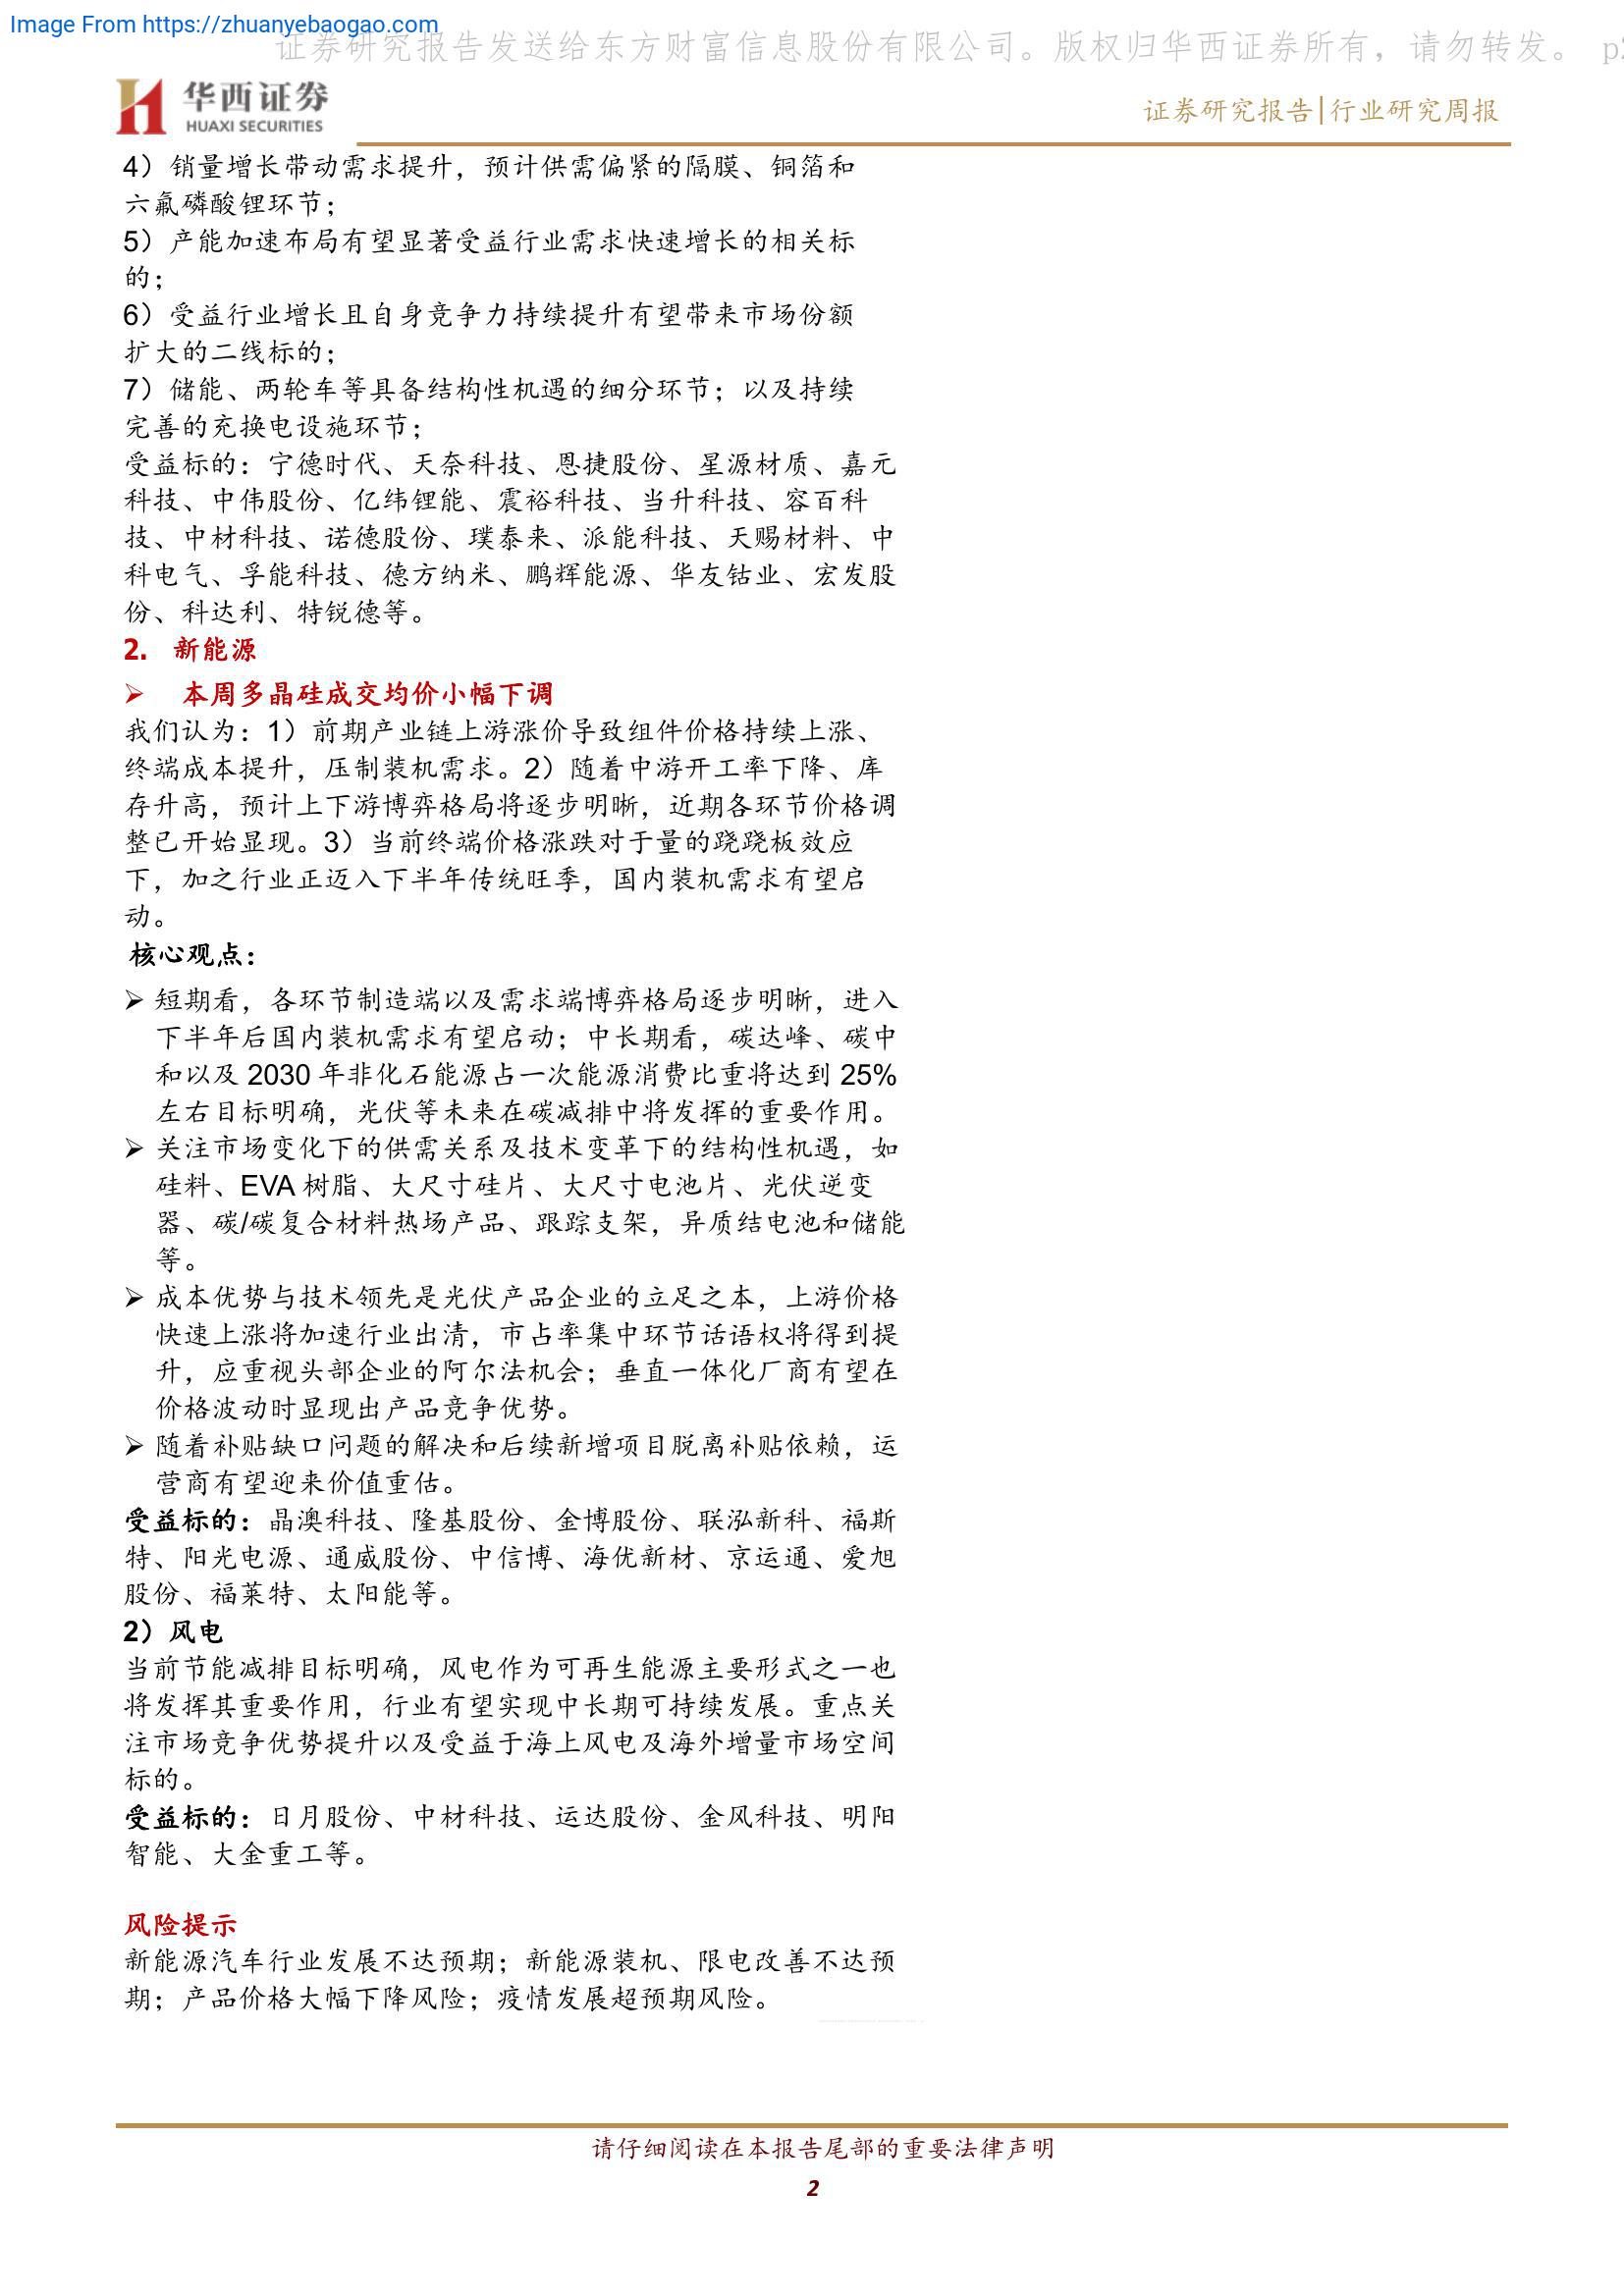 Image From https://zhuanyebaogao.com
证券研究报告发送给东方财富信息股份有限公司。版权归华西证券所有，请勿转发。 p2
华西证券
HUAXI SECURITIES
证券研究报告|行业研究周报
4）销量增长带动需求提升，预计供需偏紧的隔膜、铜箔和
六氟磷酸锂环节；
5）产能加速布局有望显著受益行业需求快速增长的相关标
的；
6）受益行业增长且自身竞争力持续提升有望带来市场份额
扩大的二线标的；
7）储能、两轮车等具备结构性机遇的细分环节；以及持续
完善的充换电设施环节；
受益标的：宁德时代、天奈科技、恩捷股份、星源材质、嘉元
科技、中伟股份、亿纬锂能、震裕科技、当升科技、容百科
技、中材科技、诺德股份、璞泰来、派能科技、天赐材料、中
科电气、孚能科技、德方纳米、鹏辉能源、华友钴业、宏发股
份、科达利、特锐德等。
2. 新能源
➢ 本周多晶硅成交均价小幅下调
我们认为：1）前期产业链上游涨价导致组件价格持续上涨、
终端成本提升，压制装机需求。2）随着中游开工率下降、库
存升高，预计上下游博弈格局将逐步明晰，近期各环节价格调
整已开始显现。3）当前终端价格涨跌对于量的跷跷板效应
下，加之行业正迈入下半年传统旺季，国内装机需求有望启
动。
核心观点：
➢ 短期看，各环节制造端以及需求端博弈格局逐步明晰，进入
下半年后国内装机需求有望启动；中长期看，碳达峰、碳中
和以及 2030 年非化石能源占一次能源消费比重将达到 25%
左右目标明确，光伏等未来在碳减排中将发挥的重要作用。
➢ 关注市场变化下的供需关系及技术变革下的结构性机遇，如
硅料、EVA 树脂、大尺寸硅片、大尺寸电池片、光伏逆变
器、碳/碳复合材料热场产品、跟踪支架，异质结电池和储能
等。
➢ 成本优势与技术领先是光伏产品企业的立足之本，上游价格
快速上涨将加速行业出清，市占率集中环节话语权将得到提
升，应重视头部企业的阿尔法机会；垂直一体化厂商有望在
价格波动时显现出产品竞争优势。
➢ 随着补贴缺口问题的解决和后续新增项目脱离补贴依赖，运
营商有望迎来价值重估。
受益标的：晶澳科技、隆基股份、金博股份、联泓新科、福斯
特、阳光电源、通威股份、中信博、海优新材、京运通、爱旭
股份、福莱特、太阳能等。
2）风电
当前节能减排目标明确，风电作为可再生能源主要形式之一也
将发挥其重要作用，行业有望实现中长期可持续发展。重点关
注市场竞争优势提升以及受益于海上风电及海外增量市场空间
标的。
受益标的：日月股份、中材科技、运达股份、金风科技、明阳
智能、大金重工等。
风险提示
新能源汽车行业发展不达预期；新能源装机、限电改善不达预
期；产品价格大幅下降风险；疫情发展超预期风险。
请仔细阅读在本报告尾部的重要法律声明
2